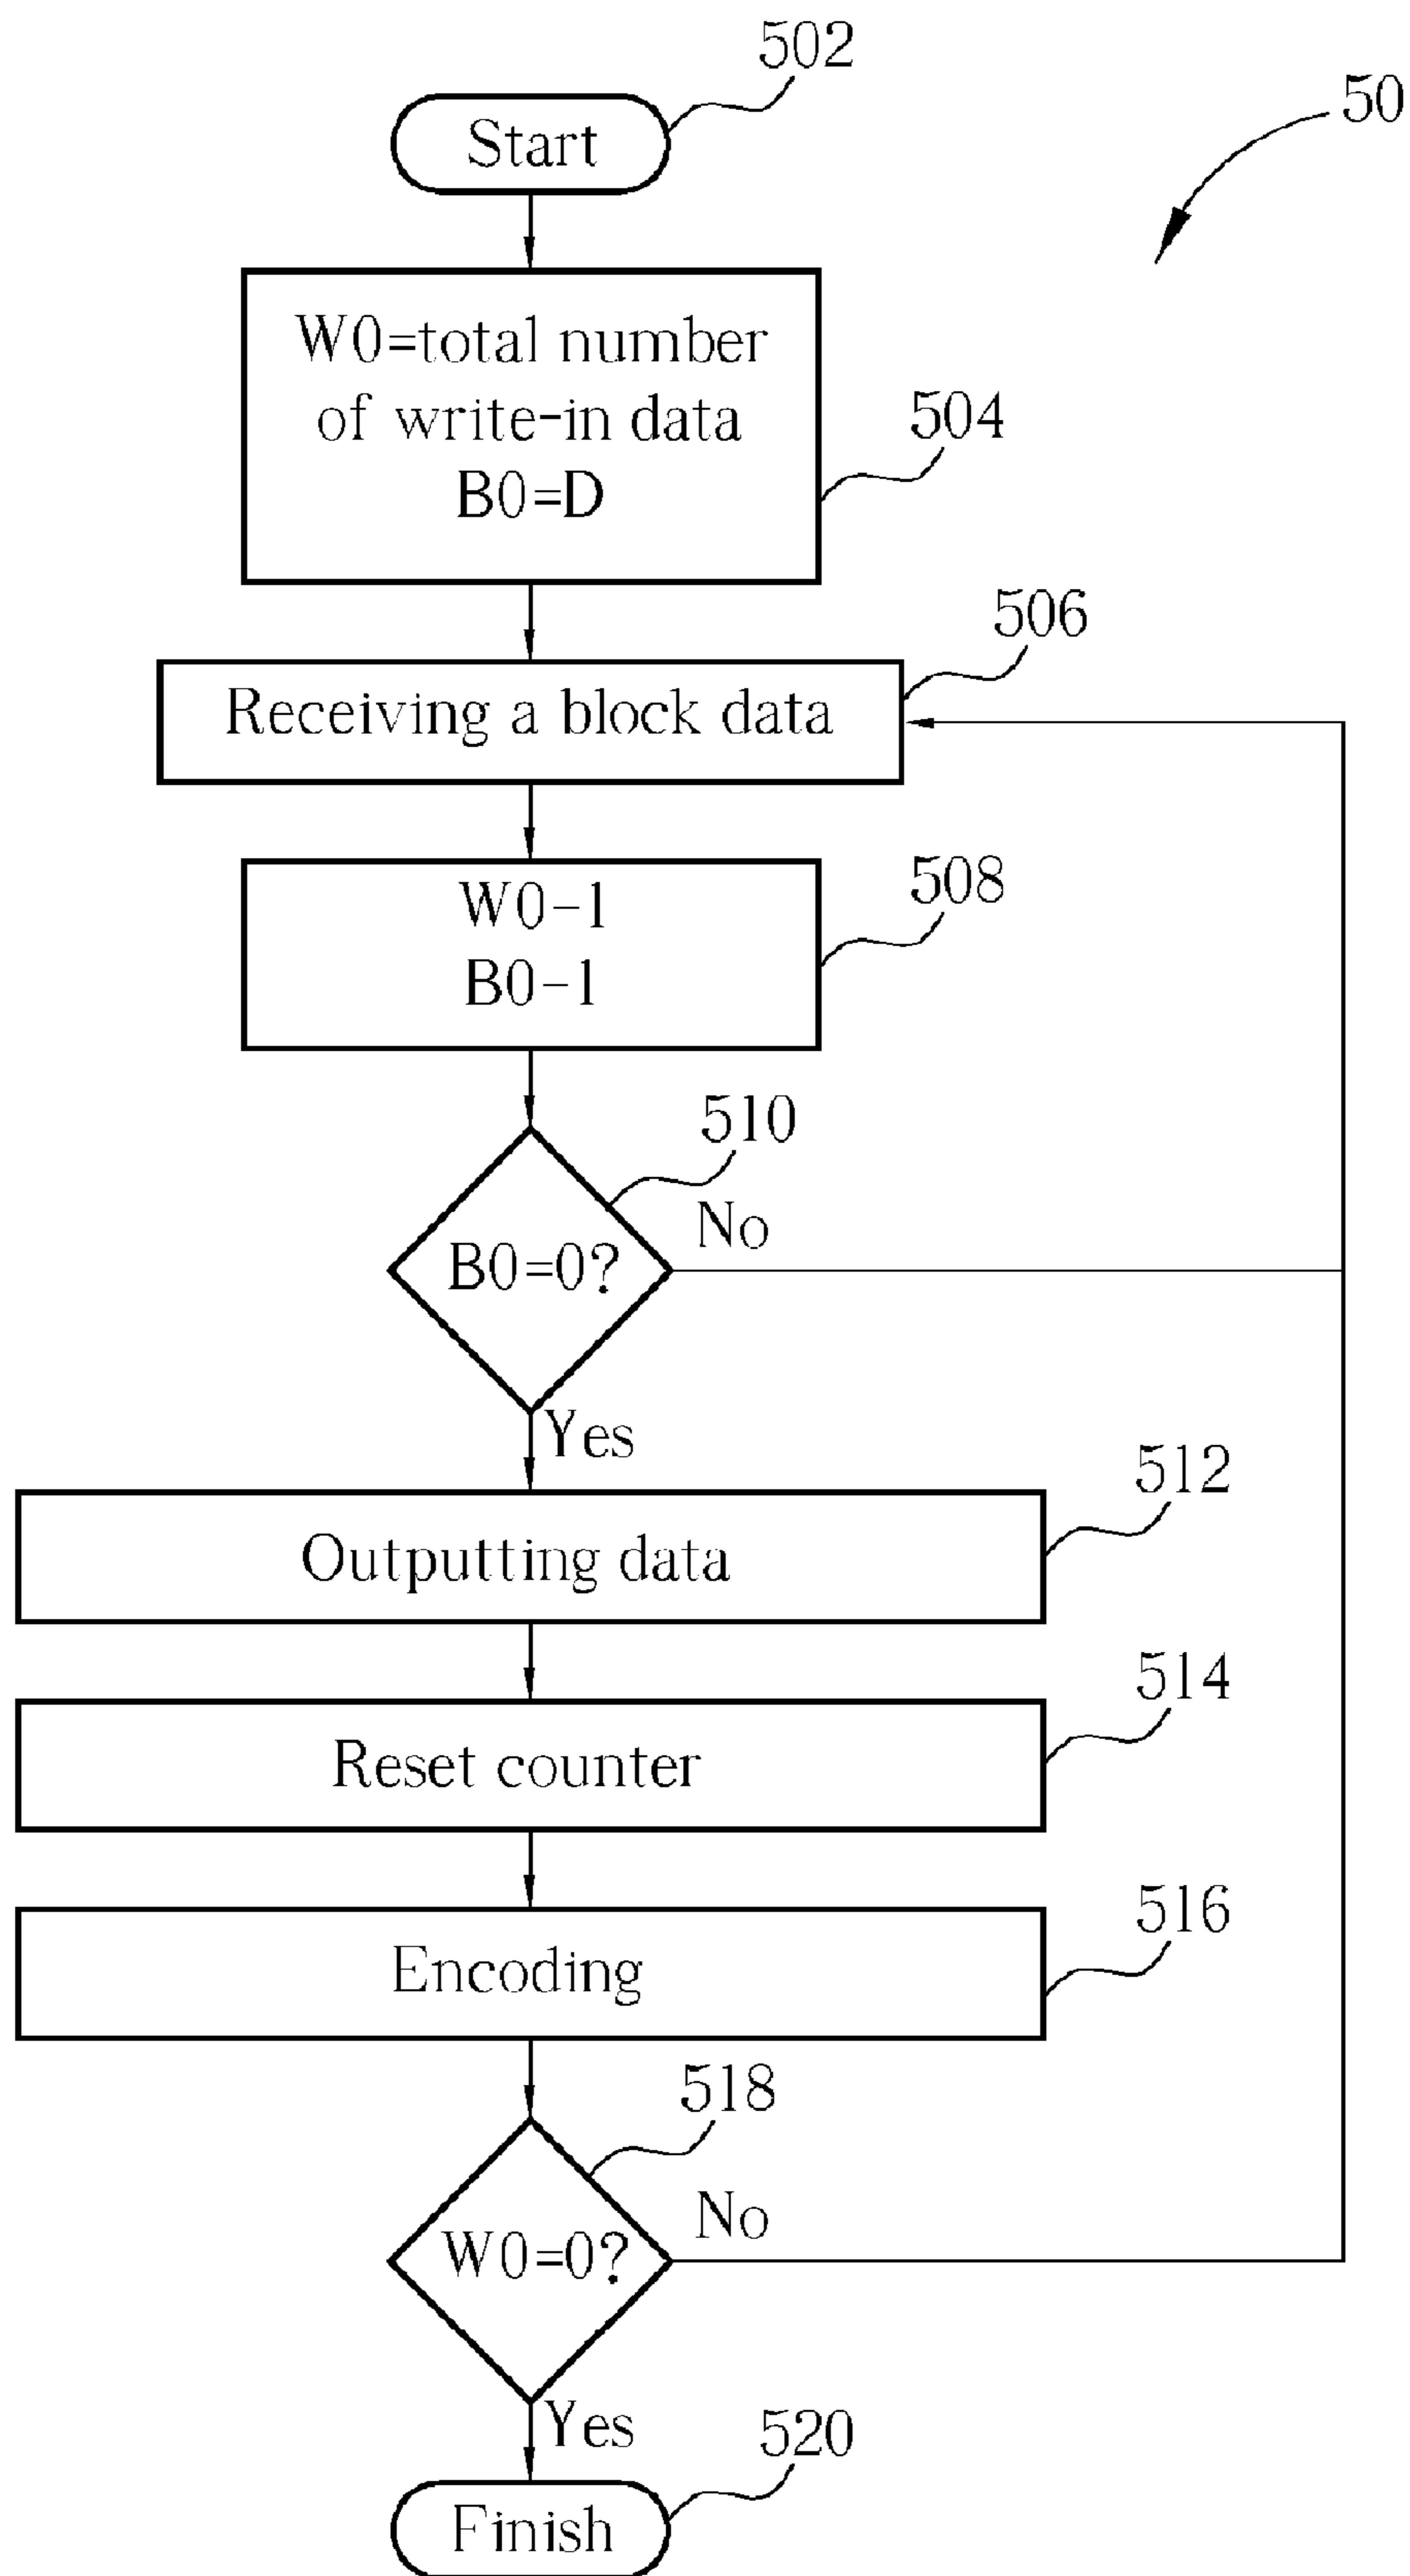 502
50
Start
W0=total number
of write-in data
B0=D
504
506
Receiving a block data
508
W0-1
B0-1
510
No
B0=0?
Yes
512
Outputting data
514
Reset counter
516
Encoding
518
No
W0=0?
Yes
520
Finish